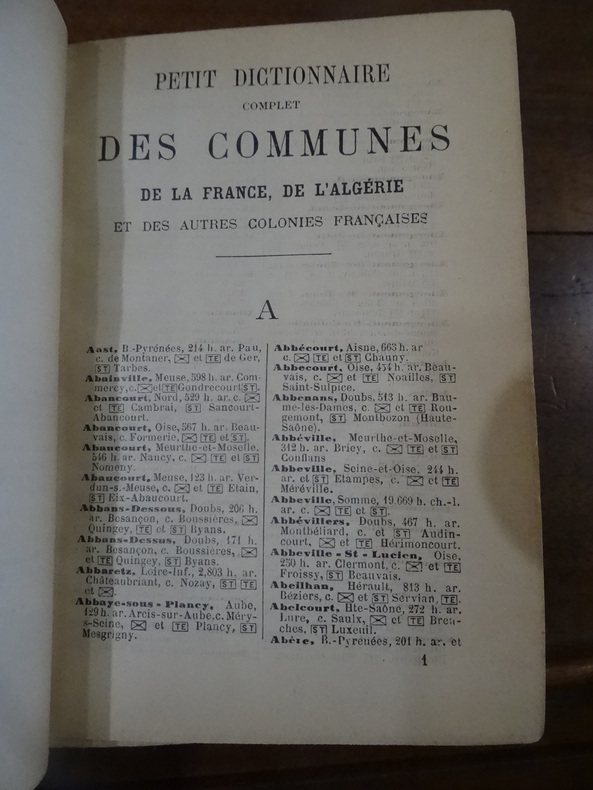 PETIT DICTIONNAIRE
COMPLET
DES COMMUNES
DE LA FRANCE, DE L'ALGÉRIE
ET DES AUTRES COLONIES FRANÇAISES
A
Aast, B-Pyrénées, 214 h. ar. Pau,
c. de Montaner, ✉ et TE de Ger,
ST Tarbes.
Abainville, Meuse, 598 h. ar. Com-
mercy, c. ✉ et TE Gondrecourt ST.
Abancourt, Nord, 529 h. ar. c. ✉
et TE Cambrai, ST Sancourt-
Abancourt.
Abancourt, Oise, 567 h. ar. Beau-
vais, c. Formerie, ✉ TE et ST.
Abaucourt, Meurthe-et-Moselle,
546 h. ar. Nancy, c. ✉ TE et ST
Nomeny.
Abaucourt, Meuse, 123 h. ar. Ver-
dun-s.-Meuse, c. ✉ et TE Etain,
ST Eix-Abaucourt.
Abbans-Dessous, Doubs, 206 h.
ar. Besançon, c. Boussières, ✉
Quingey, TE et ST Byans.
Abbans-Dessus, Doubs, 171 h.
ar. Besançon, c. Boussières, ✉
et TE Quingey, ST Byans.
Abbaretz, Loire-Inf., 2,803 h. ar.
Châteaubriant, c. Nozay, ST TE
et ✉.
Abbaye-sous-Plancy, Aube,
129 h. ar. Arcis-sur-Aube, c. Méry-
s-Seine, ✉ et TE Plancy, ST
Mesgrigny.
Abbécourt, Aisne, 663 h. ar
c. ✉ TE et ST Chauny.
Abbecourt, Oise, 454 h. ar. Beau-
vais, c. ✉ et TE Noailles, ST
Saint-Sulpice.
Abbenans, Doubs, 513 h. ar. Bau-
me-les-Dames, c. ✉ et TE Rou-
gemont, ST Montbozon (Haute-
Saône).
Abbéville, Meurthe-et-Moselle,
312 h. ar. Briey, c. ✉ TE et ST
Conflans
Abbeville, Seine-et-Oise, 244 h.
ar. et ST Etampes, c. ✉ et TE
Méréville.
Abbeville, Somme, 19,669 h. ch.-l.
ar. c. ✉ TE et ST.
Abbévillers, Doubs, 467 h. ar.
Montbéliard, c. et ST Audin-
court, ✉ et TE Hérimoncourt.
Abbeville-St-Lucien, Oise,
250 h. ar. Clermont, c. ✉ et TE
Froissy, ST Beauvais.
Abeilhan, Hérault, 813 h. ar.
Béziers, c. ✉ et ST Servian, TE.
Abelcourt, Hte-Saône, 272 h. ar.
Lure, c. Saulx, ✉ et TE Breu-
ches, ST Luxeuil.
Abère, B.-Pyrénées, 201 h. ar. et
1